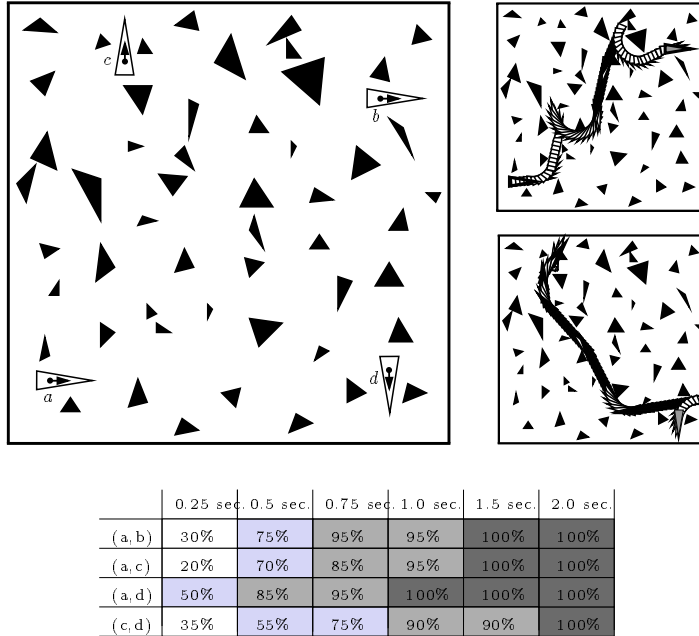 c
b
d
a
0.25 sec. 0.5 sec. 0.75 sec. 1.0 sec. 1.5 sec. 2.0 sec.
(a,b) 30% 75% 95% 95% 100% 100%
(a,c) 20% 70% 85% 95% 100% 100%
(a,d) 50% 85% 95% 100% 100% 100%
(c,d) 35% 55% 75% 90% 90% 100%